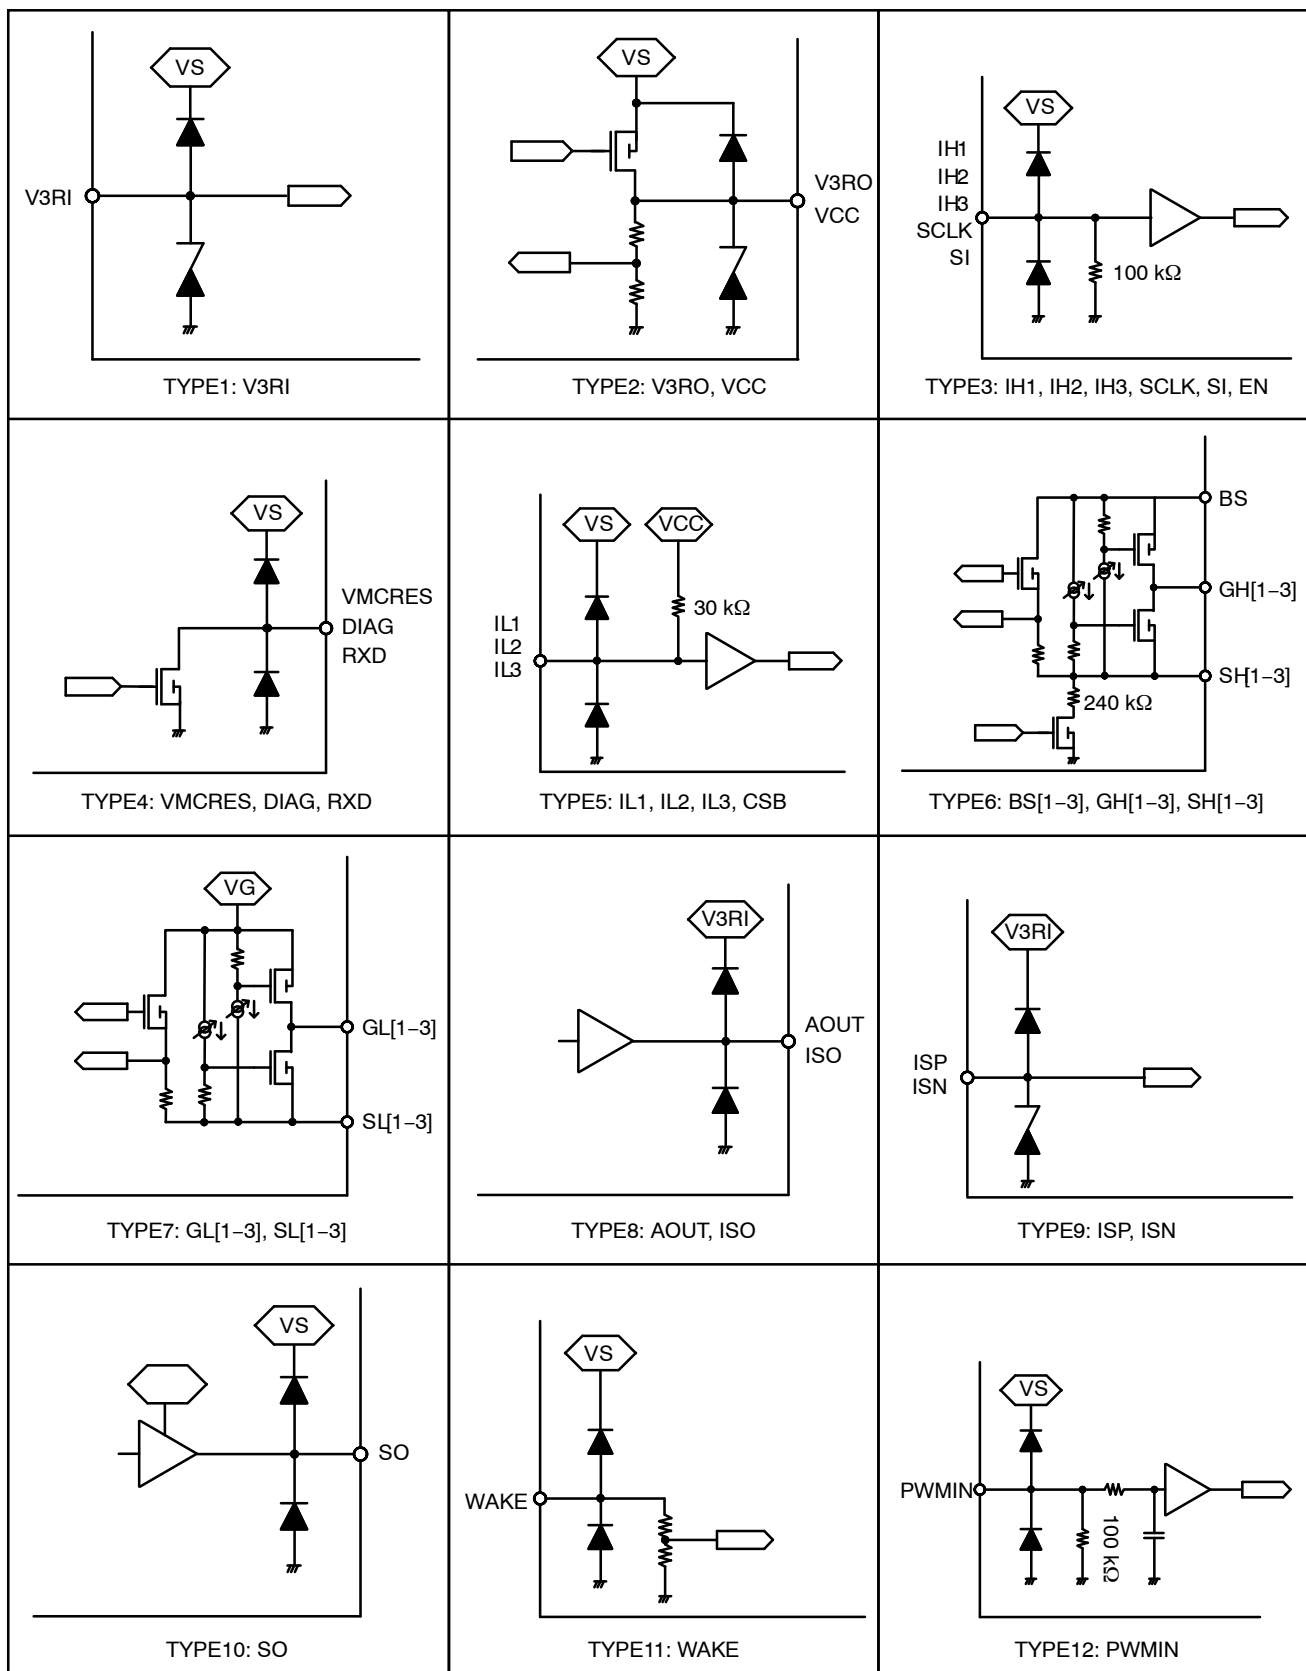 VS
V3RI
TYPE1: V3RI
VS
V3RO
VCC
TYPE2: V3RO, VCC
VS
IH1
IH2
IH3
SCLK
SI
100 kΩ
TYPE3: IH1, IH2, IH3, SCLK, SI, EN
VS
VMCRES
DIAG
RXD
TYPE4: VMCRES, DIAG, RXD
VS
VCC
30 kΩ
IL1
IL2
IL3
TYPE5: IL1, IL2, IL3, CSB
BS
GH[1−3]
SH[1−3]
240 kΩ
TYPE6: BS[1−3], GH[1−3], SH[1−3]
VG
GL[1−3]
SL[1−3]
TYPE7: GL[1−3], SL[1−3]
V3RI
AOUT
ISO
TYPE8: AOUT, ISO
V3RI
ISP
ISN
TYPE9: ISP, ISN
VS
SO
TYPE10: SO
VS
WAKE
TYPE11: WAKE
VS
PWMIN
100 kΩ
TYPE12: PWMIN